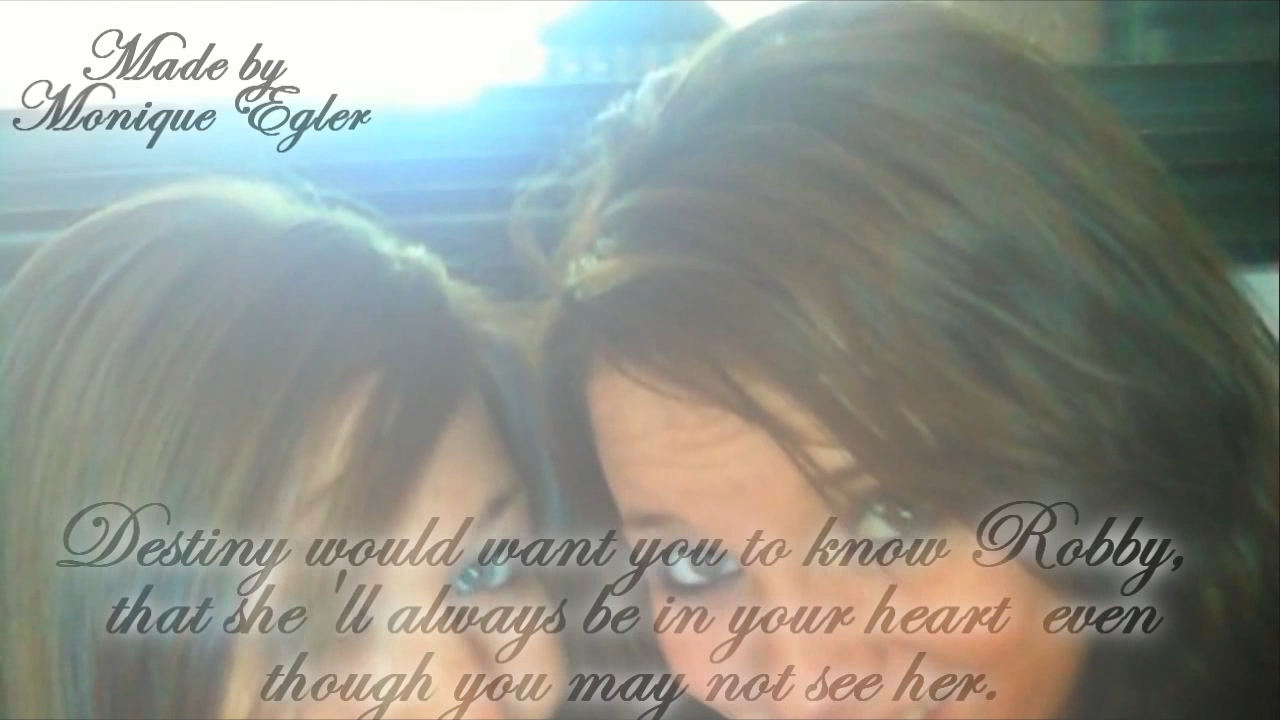 Made by
Monique Egler
Destiny would want you to know Robby,
that she 'll always be in your heart even
though you may not see her.